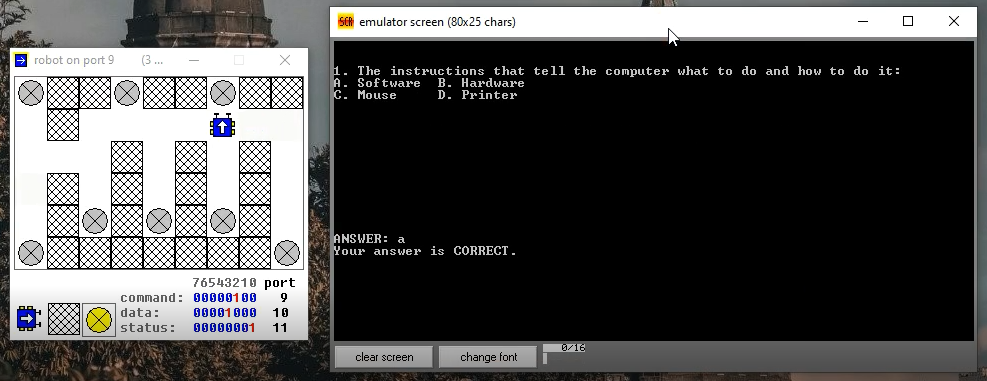 robot on port 9 (3 ...
76543210 port
command: 00000100 9
data: 00001000 10
status: 00000001 11
SCR emulator screen (80x25 chars)
1. The instructions that tell the computer what to do and how to do it:
A. Software B. Hardware
C. Mouse D. Printer
ANSWER: a
Your answer is CORRECT.
clear screen change font 0/16